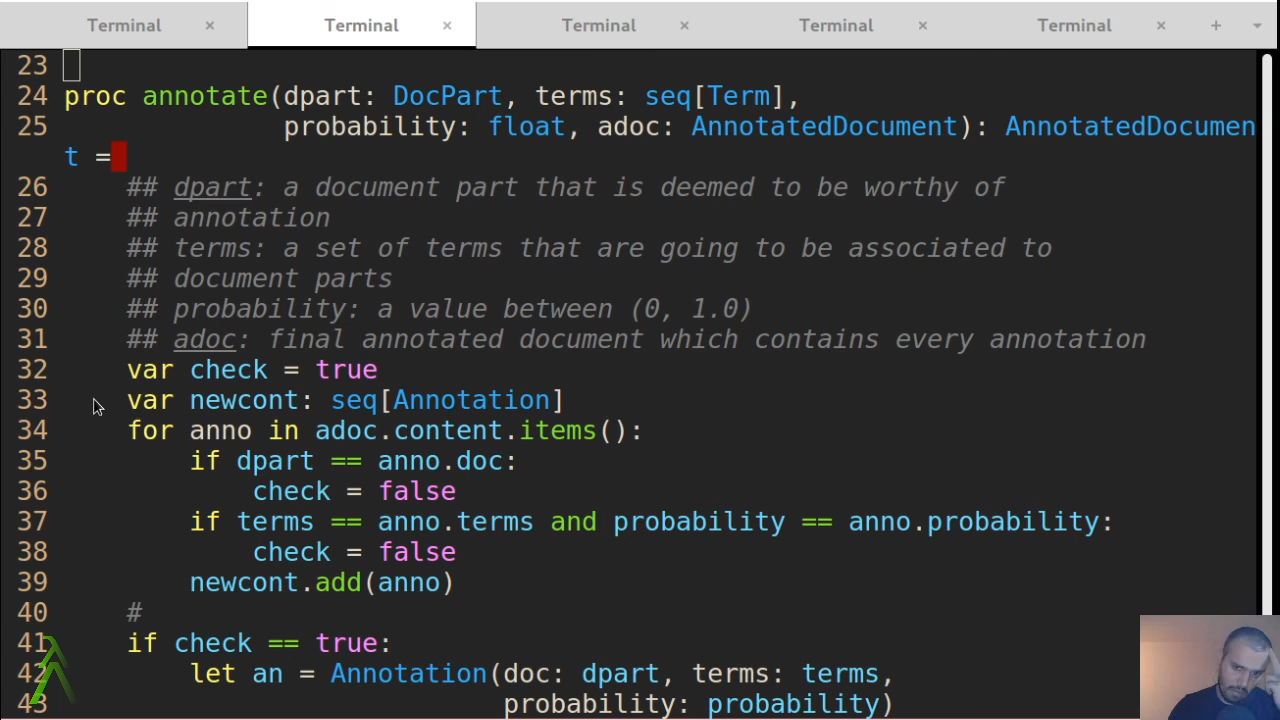 Terminal × Terminal × Terminal × Terminal × Terminal × +
23
24 proc annotate(dpart: DocPart, terms: seq[Term],
25 probability: float, adoc: AnnotatedDocument): AnnotatedDocumen
t =
26 ## dpart: a document part that is deemed to be worthy of
27 ## annotation
28 ## terms: a set of terms that are going to be associated to
29 ## document parts
30 ## probability: a value between (0, 1.0)
31 ## adoc: final annotated document which contains every annotation
32 var check = true
33 var newcont: seq[Annotation]
34 for anno in adoc.content.items():
35 if dpart == anno.doc:
36 check = false
37 if terms == anno.terms and probability == anno.probability:
38 check = false
39 newcont.add(anno)
40 #
41 if check == true:
42 let an = Annotation(doc: dpart, terms: terms,
43 probability: probability)